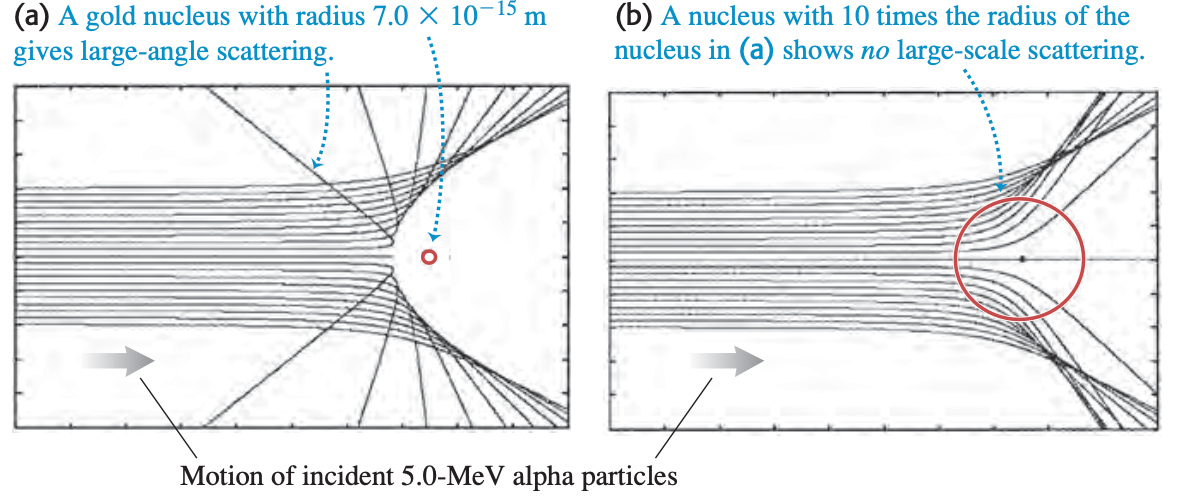 (a) A gold nucleus with radius 7.0 × 10⁻¹⁵ m
gives large-angle scattering.
(b) A nucleus with 10 times the radius of the
nucleus in (a) shows no large-scale scattering.
Motion of incident 5.0-MeV alpha particles